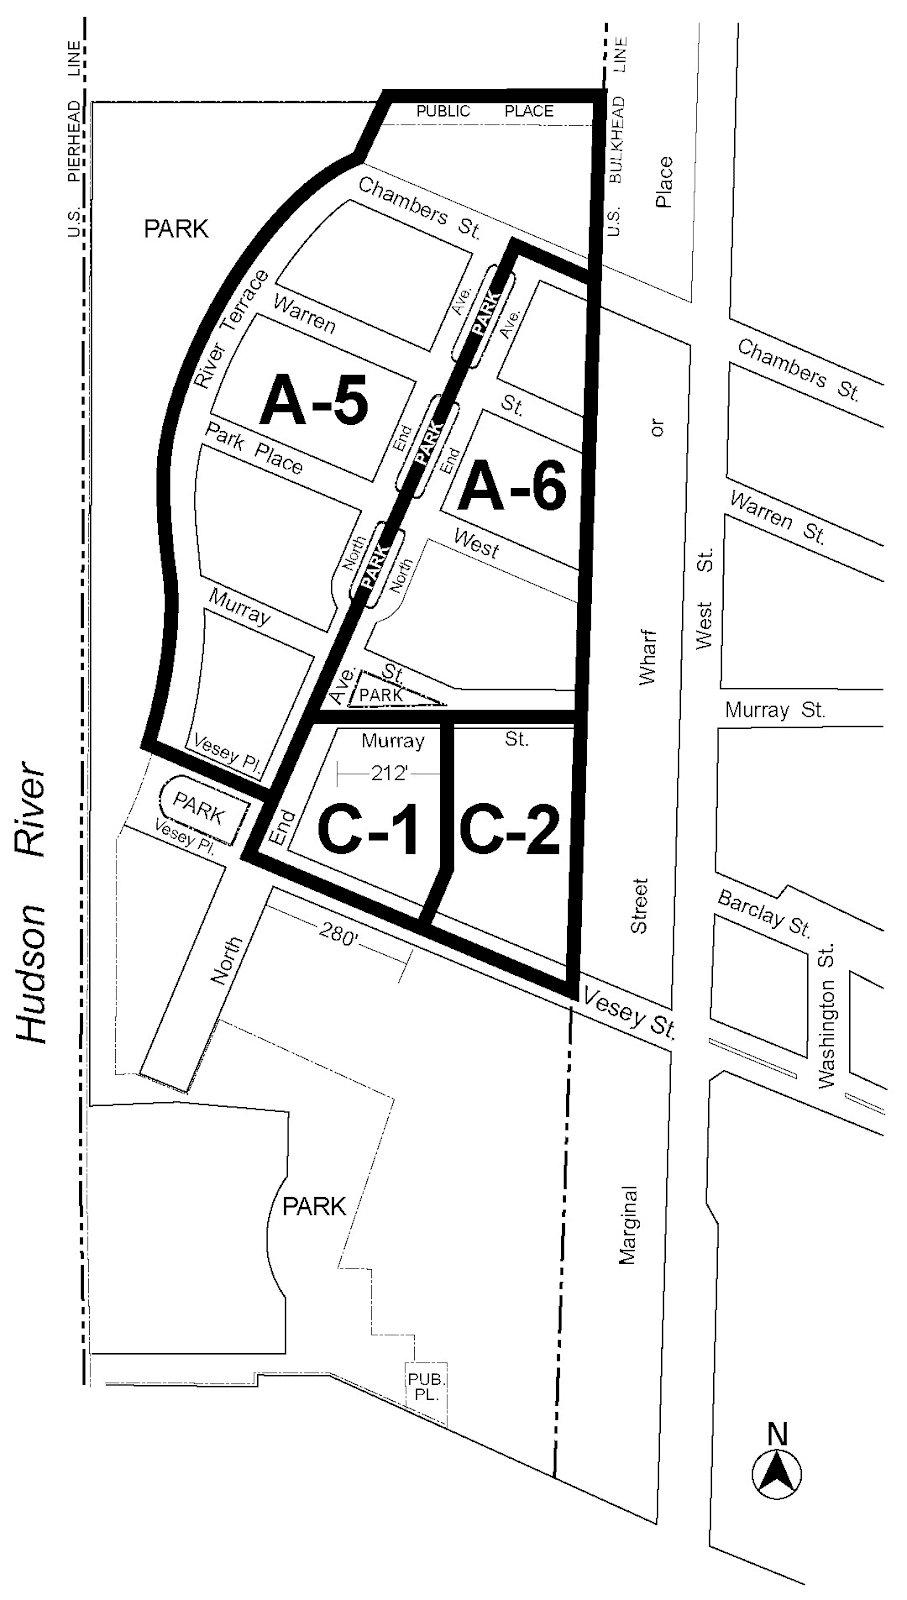 U.S. PIERHEAD LINE
U.S. BULKHEAD LINE
PUBLIC PLACE
PARK
Chambers St.
Place
River Terrace
Warren
Ave.
PARK
Ave.
Chambers St.
A-5
St.
or
Park Place
End
PARK
End
A-6
Warren St.
West
North
PARK
North
West St.
Murray
Wharf
Ave.
St.
PARK
Murray St.
Vesey Pl.
Murray St.
212'
Hudson River
PARK
Vesey Pl.
End
C-1
C-2
Street
Barclay St.
280'
North
Washington St.
Vesey St.
PARK
Marginal
PUB.
PL.
N